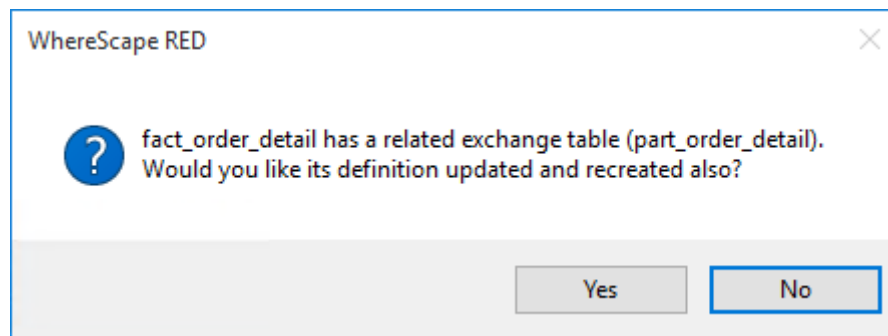 WhereScape RED
fact_order_detail has a related exchange table (part_order_detail).
Would you like its definition updated and recreated also?
Yes
No